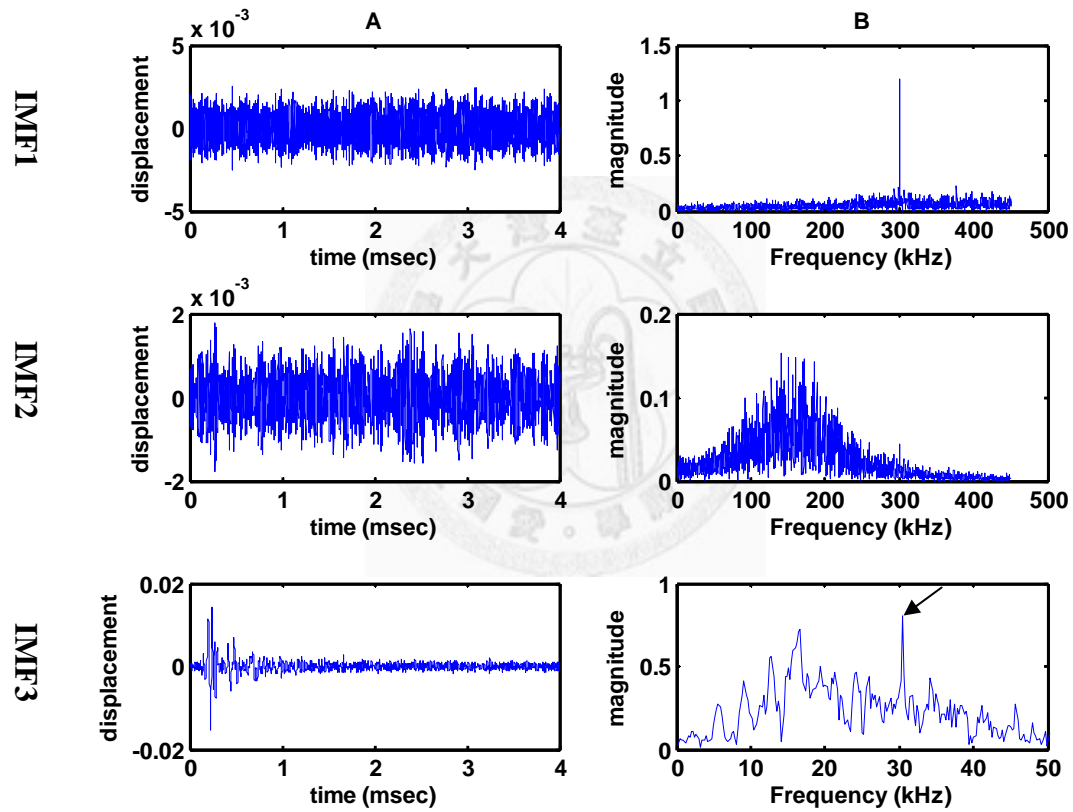 A
B
IMF1
x 10^-3
5
0
-5
displacement
0 1 2 3 4
time (msec)
1.5
1
0.5
0
magnitude
0 100 200 300 400 500
Frequency (kHz)
IMF2
x 10^-3
2
0
-2
displacement
0 1 2 3 4
time (msec)
0.2
0.1
0
magnitude
0 100 200 300 400 500
Frequency (kHz)
IMF3
0.02
0
-0.02
displacement
0 1 2 3 4
time (msec)
1
0.5
0
magnitude
0 10 20 30 40 50
Frequency (kHz)